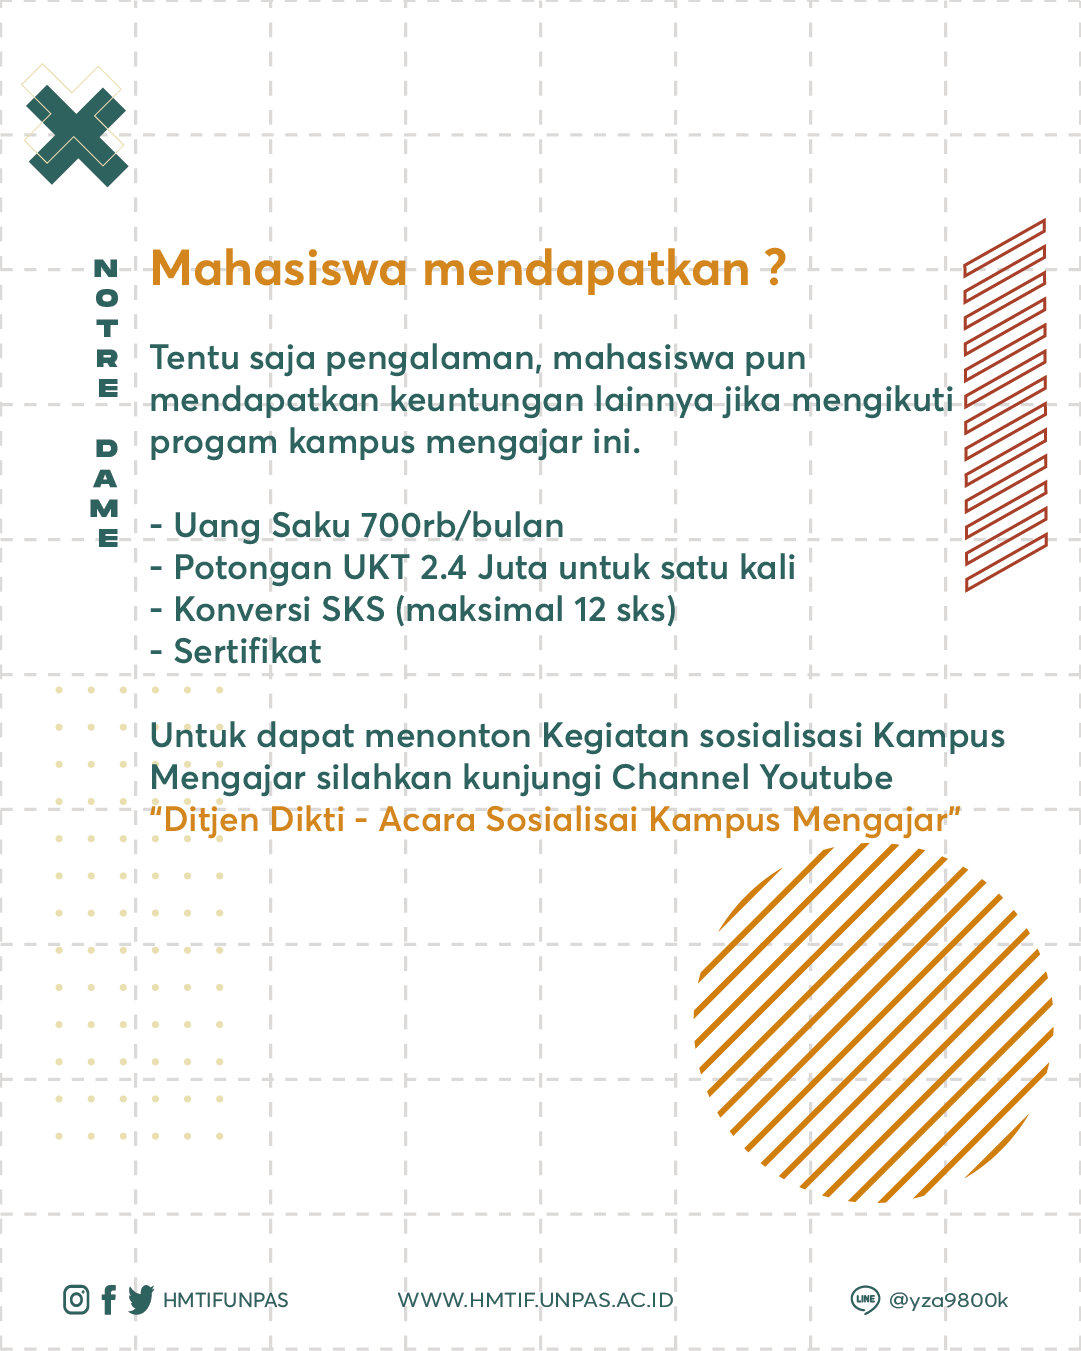 NOTRE DAME
Mahasiswa mendapatkan ?
Tentu saja pengalaman, mahasiswa pun
mendapatkan keuntungan lainnya jika mengikuti
progam kampus mengajar ini.
- Uang Saku 700rb/bulan
- Potongan UKT 2.4 Juta untuk satu kali
- Konversi SKS (maksimal 12 sks)
- Sertifikat
Untuk dapat menonton Kegiatan sosialisasi Kampus
Mengajar silahkan kunjungi Channel Youtube
“Ditjen Dikti - Acara Sosialisai Kampus Mengajar”
HMTIFUNPAS
WWW.HMTIF.UNPAS.AC.ID
LINE @yza9800k